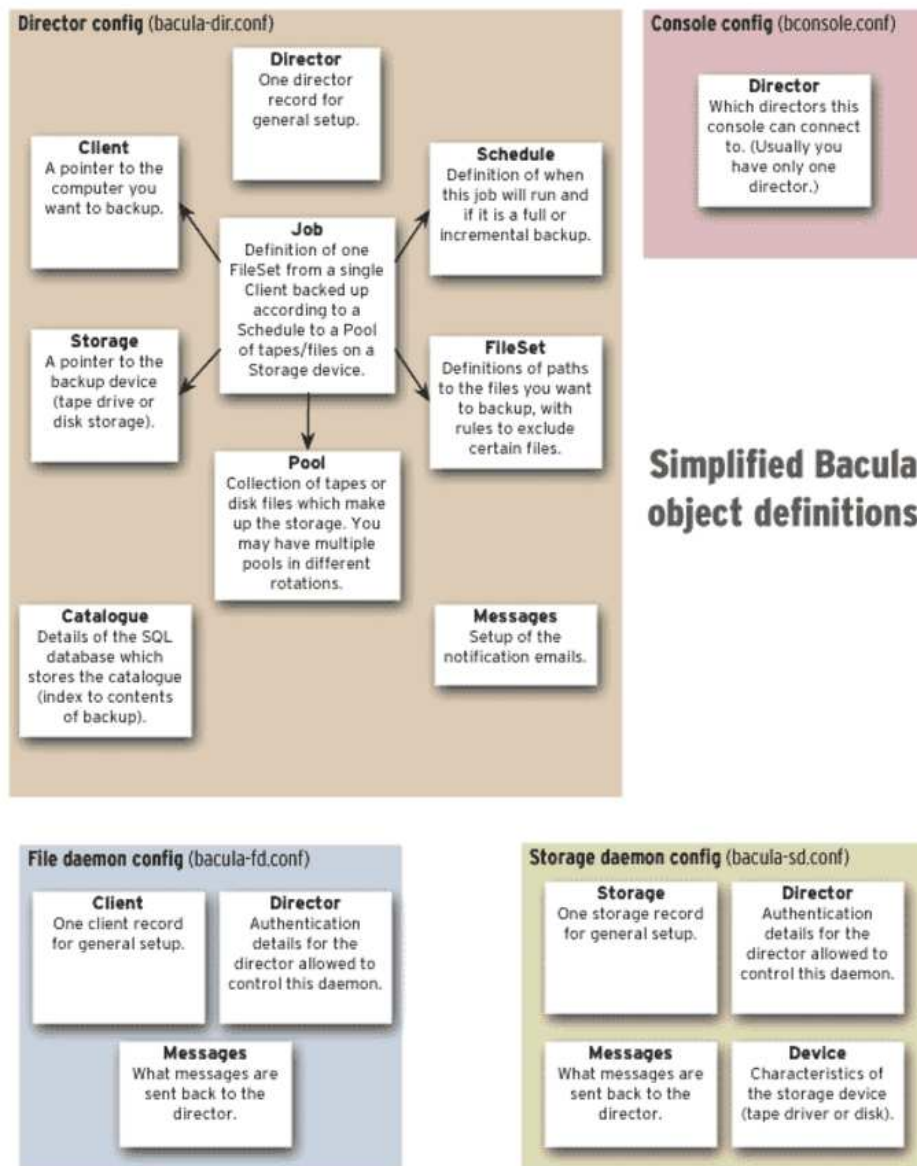 Director config (bacula-dir.conf)
Director
One director
record for
general setup.
Client
A pointer to the
computer you
want to backup.
Schedule
Definition of when
this job will run and
if it is a full or
incremental backup.
Job
Definition of one
FileSet from a single
Client backed up
according to a
Schedule to a Pool
of tapes/files on a
Storage device.
Storage
A pointer to the
backup device
(tape drive or
disk storage).
FileSet
Definitions of paths
to the files you want
to backup, with
rules to exclude
certain files.
Pool
Collection of tapes or
disk files which make
up the storage. You
may have multiple
pools in different
rotations.
Catalogue
Details of the SQL
database which
stores the catalogue
(index to contents
of backup).
Messages
Setup of the
notification emails.
Console config (bconsole.conf)
Director
Which directors this
console can connect
to. (Usually you
have only one
director.)
Simplified Bacula
object definitions
File daemon config (bacula-fd.conf)
Client
One client record
for general setup.
Director
Authentication
details for the
director allowed to
control this daemon.
Messages
What messages are
sent back to the
director.
Storage daemon config (bacula-sd.conf)
Storage
One storage record
for general setup.
Director
Authentication
details for the
director allowed to
control this daemon.
Messages
What messages are
sent back to the
director.
Device
Characteristics of
the storage device
(tape driver or disk).